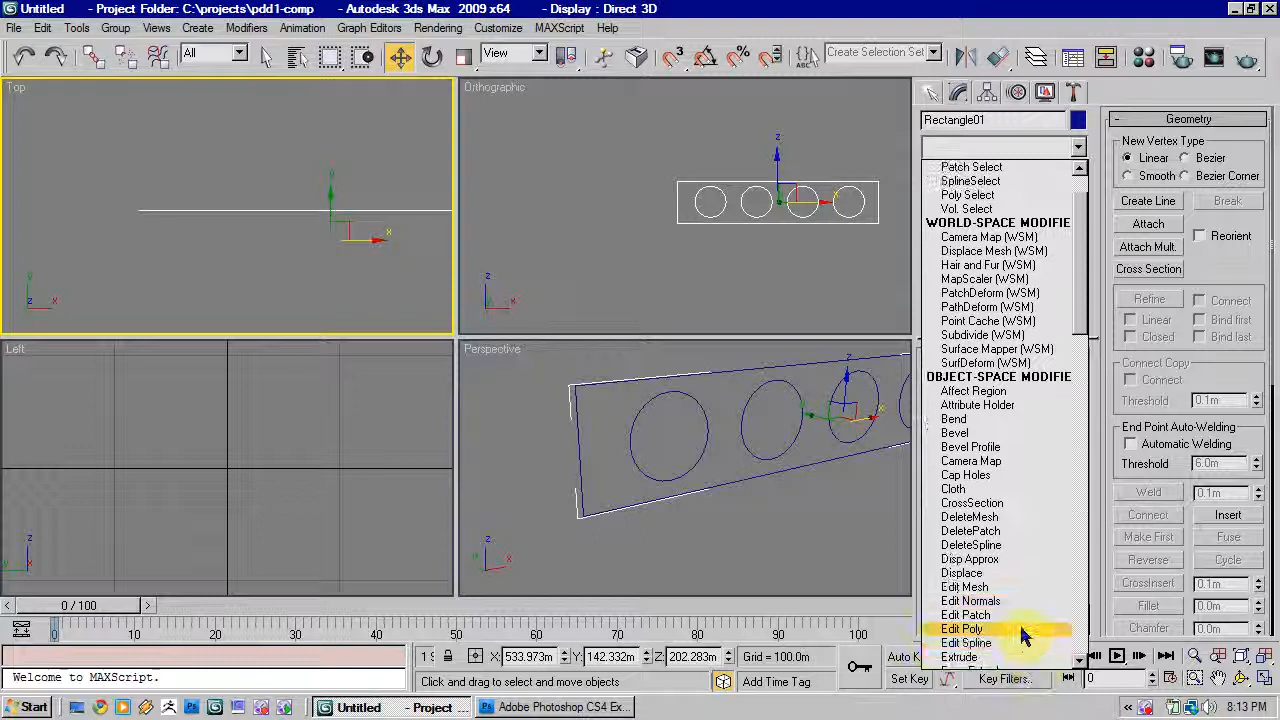 Untitled - Project Folder: C:\projects\pdd1-comp - Autodesk 3ds Max 2009 x64 - Display : Direct 3D
File Edit Tools Group Views Create Modifiers Animation Graph Editors Rendering Customize MAXScript Help
All View Create Selection Set
Top Orthographic
Left Perspective
Rectangle01
Patch Select
SplineSelect
Poly Select
Vol. Select
WORLD-SPACE MODIFIE
Camera Map (WSM)
Displace Mesh (WSM)
Hair and Fur (WSM)
MapScaler (WSM)
PatchDeform (WSM)
PathDeform (WSM)
Point Cache (WSM)
Subdivide (WSM)
Surface Mapper (WSM)
SurfDeform (WSM)
OBJECT-SPACE MODIFIE
Affect Region
Attribute Holder
Bend
Bevel
Bevel Profile
Camera Map
Cap Holes
Cloth
CrossSection
DeleteMesh
DeletePatch
DeleteSpline
Disp Approx
Displace
Edit Mesh
Edit Normals
Edit Patch
Edit Poly
Edit Spline
Extrude
Geometry
New Vertex Type
Linear Bezier
Smooth Bezier Corner
Create Line Break
Attach
Reorient
Attach Mult.
Cross Section
Refine Connect
Linear Bind first
Closed Bind last
Connect Copy
Connect
Threshold 0.1m
End Point Auto-Welding
Automatic Welding
Threshold 6.0m
Weld 0.1m
Connect Insert
Make First Fuse
Reverse Cycle
CrossInsert 0.1m
Fillet 0.0m
Chamfer 0.0m
0 / 100
0 10 20 30 40 50 60 70 80 90 100
X: 533.973m Y: 142.332m Z: 202.283m Grid = 100.0m Auto K
Welcome to MAXScript. Click and drag to select and move objects Add Time Tag Set Key Key Filters... 0
Start Untitled - Project ... Adobe Photoshop CS4 Ex... 8:13 PM